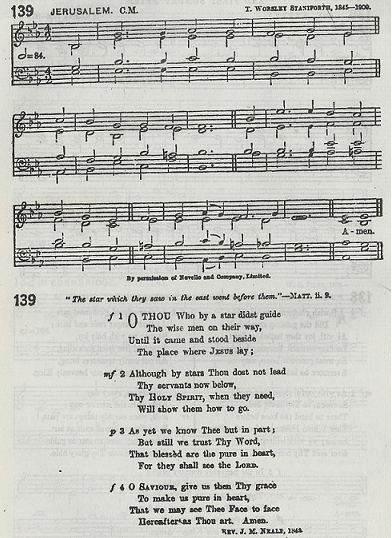 139 JERUSALEM. C.M. T. WORSLEY STANIFORTH, 1845—1909.
=84.
A - men.
By permission of Novello and Company, Limited.
139 "The star which they saw in the east went before them."—MATT. ii. 9.
f 1 O THOU Who by a star didst guide
The wise men on their way,
Until it came and stood beside
The place where JESUS lay;
mf 2 Although by stars Thou dost not lead
Thy servants now below,
Thy HOLY SPIRIT, when they need,
Will show them how to go.
p 3 As yet we know Thee but in part;
But still we trust Thy Word,
That blessèd are the pure in heart,
For they shall see the LORD.
f 4 O SAVIOUR, give us then Thy grace
To make us pure in heart,
That we may see Thee Face to face
Hereafter as Thou art. Amen.
REV. J. M. NEALE, 1842.